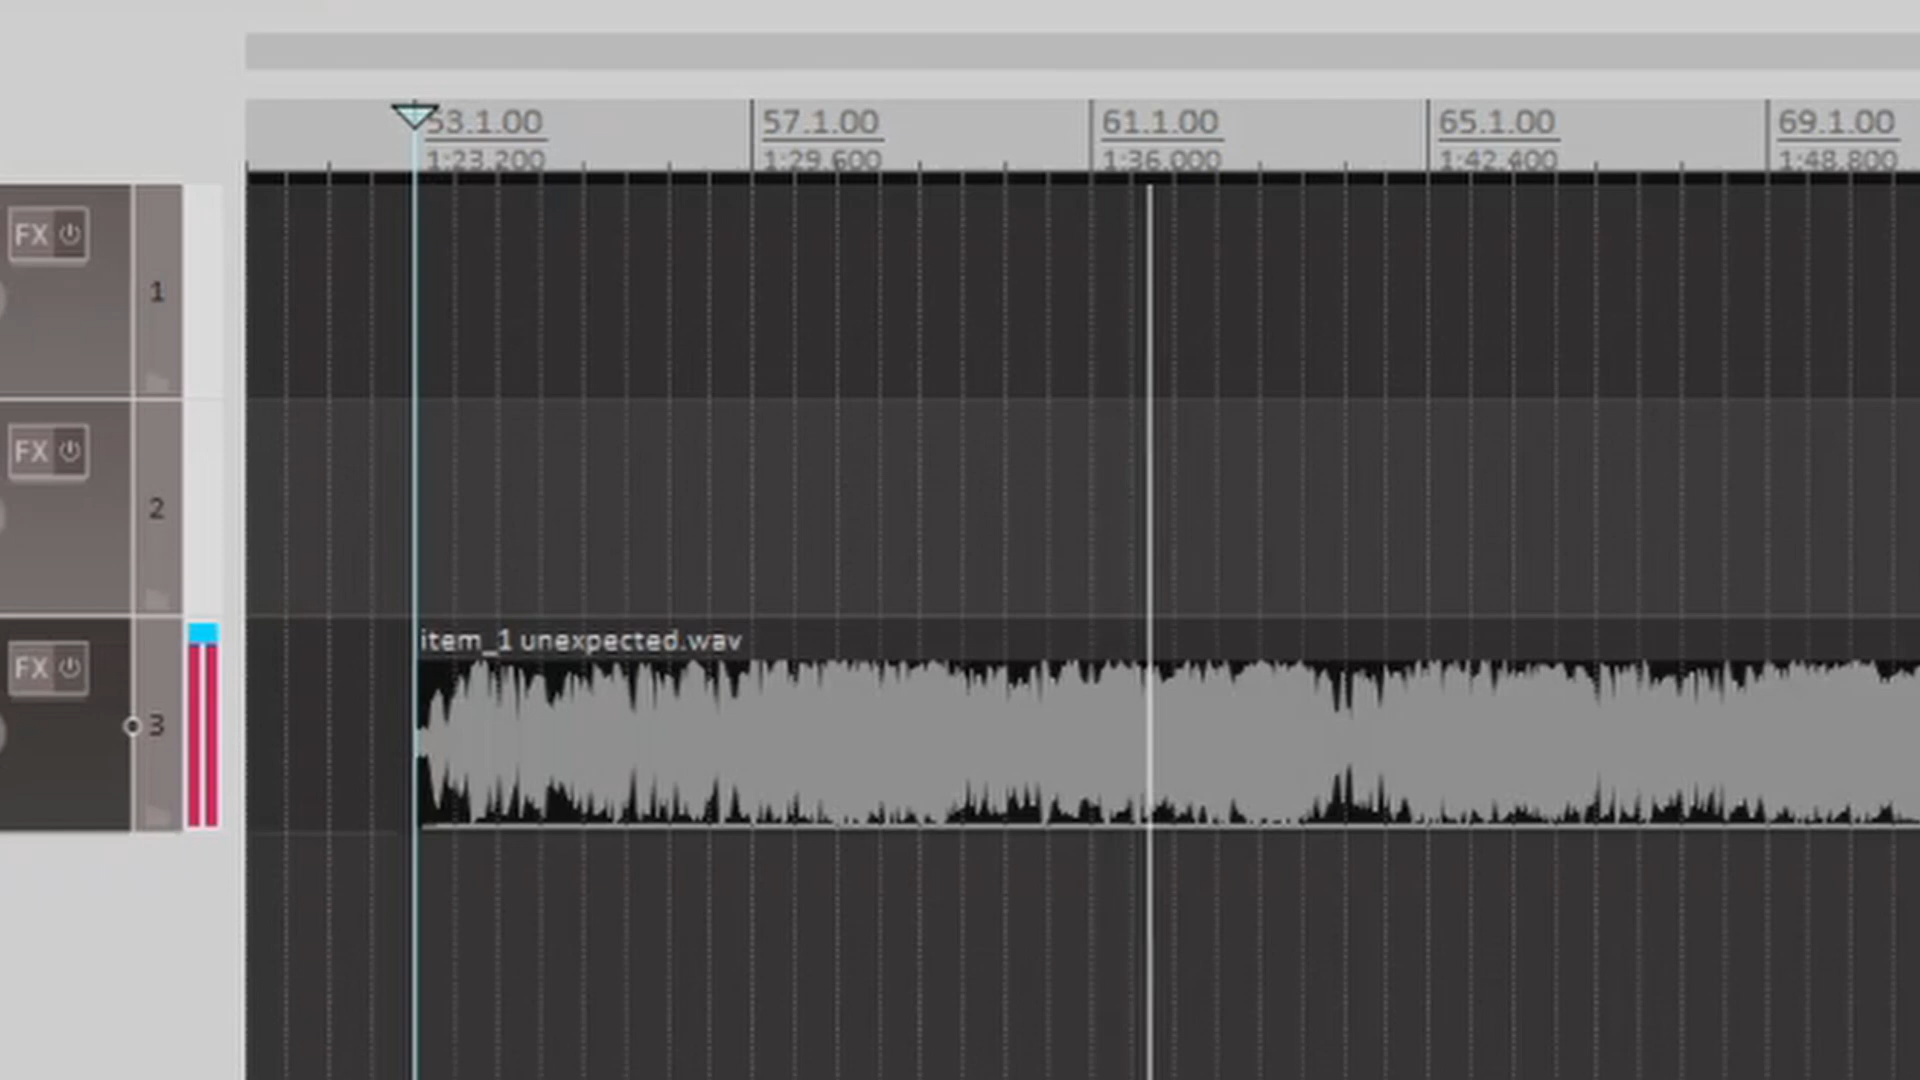 53.1.00 57.1.00 61.1.00 65.1.00 69.1.00
1:23.200 1:29.600 1:36.000 1:42.400 1:48.800
FX
1
FX
2
item_1 unexpected.wav
FX
3